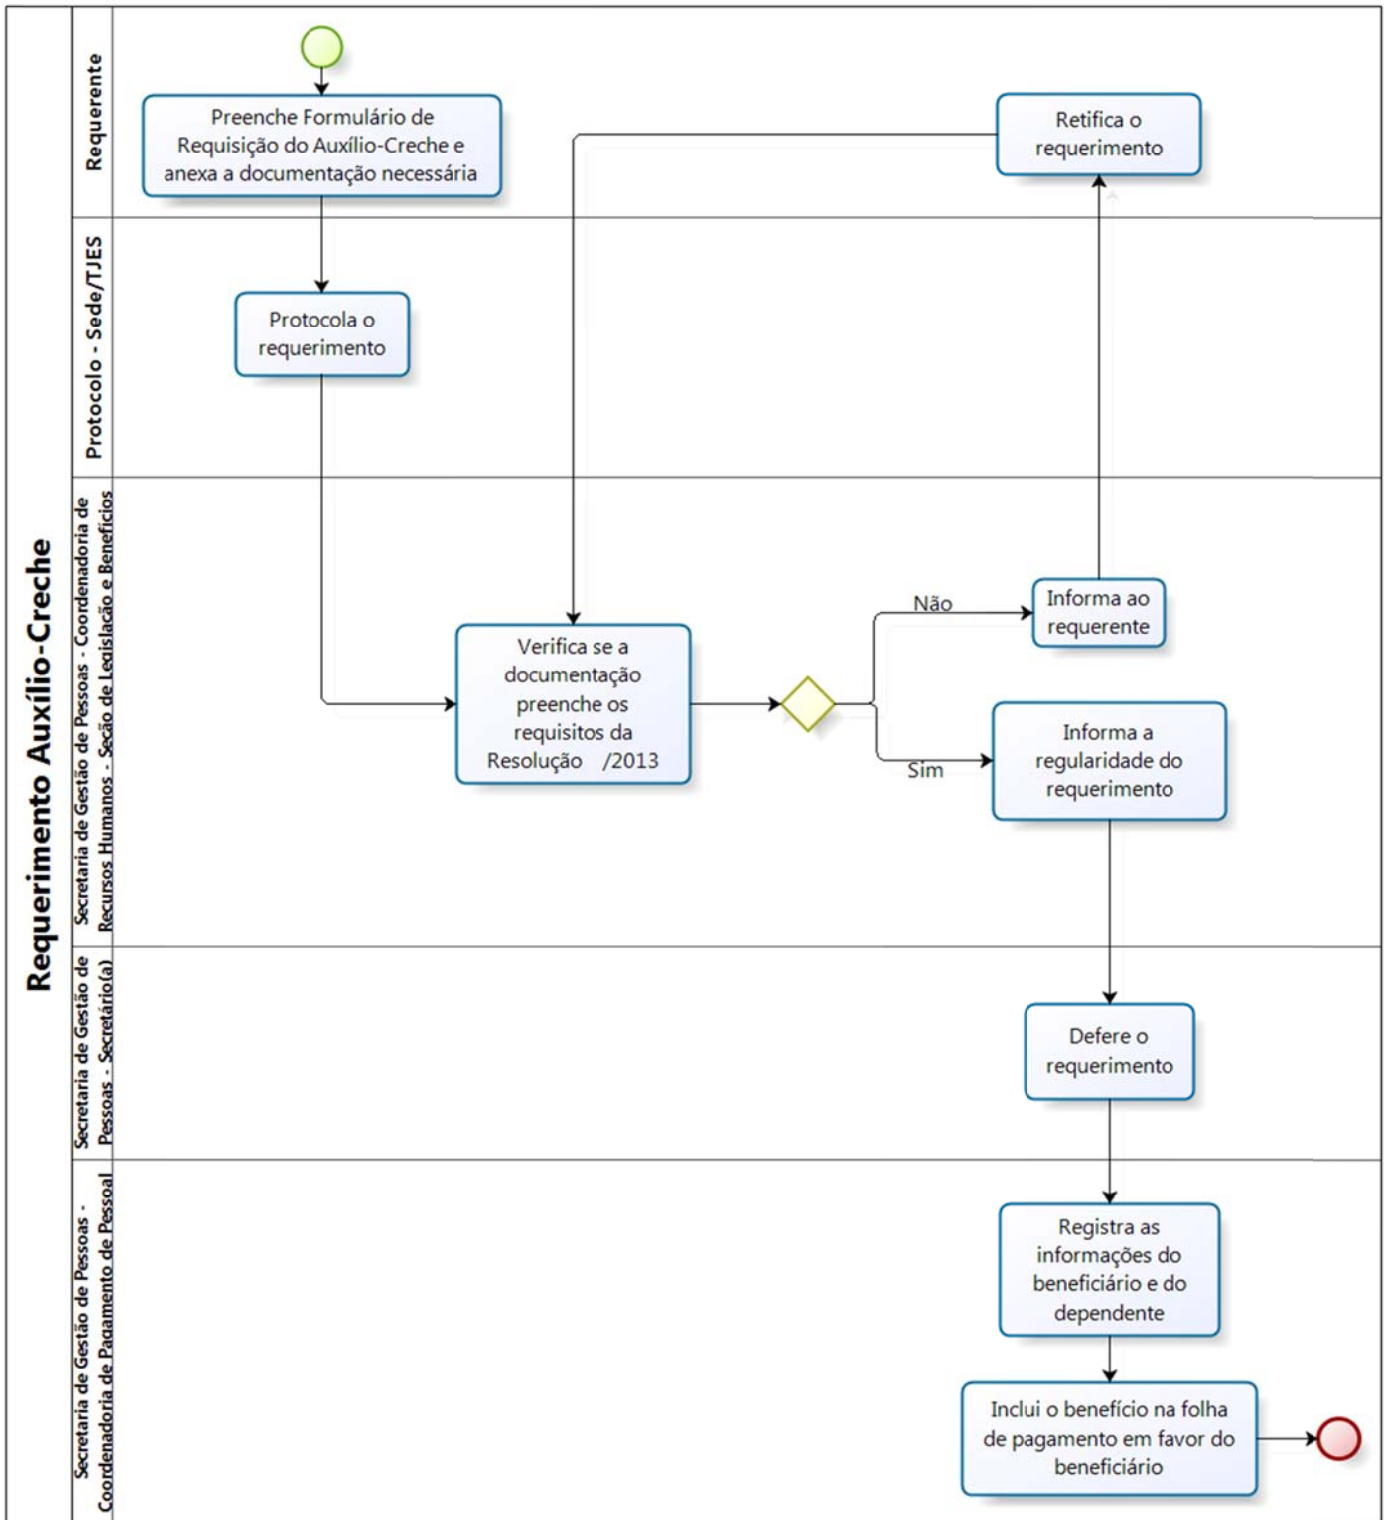 Requerimento Auxílio-Creche
Requerente
Preenche Formulário de
Requisição do Auxílio-Creche e
anexa a documentação necessária
Retifica o
requerimento
Protocolo - Sede/TJES
Protocola o
requerimento
Secretaria de Gestão de Pessoas - Coordenadoria de
Recursos Humanos - Seção de Legislação e Benefícios
Verifica se a
documentação
preenche os
requisitos da
Resolução /2013
Não
Informa ao
requerente
Sim
Informa a
regularidade do
requerimento
Secretaria de Gestão de
Pessoas - Secretário(a)
Defere o
requerimento
Secretaria de Gestão de Pessoas -
Coordenadoria de Pagamento de Pessoal
Registra as
informações do
beneficiário e do
dependente
Inclui o benefício na folha
de pagamento em favor do
beneficiário